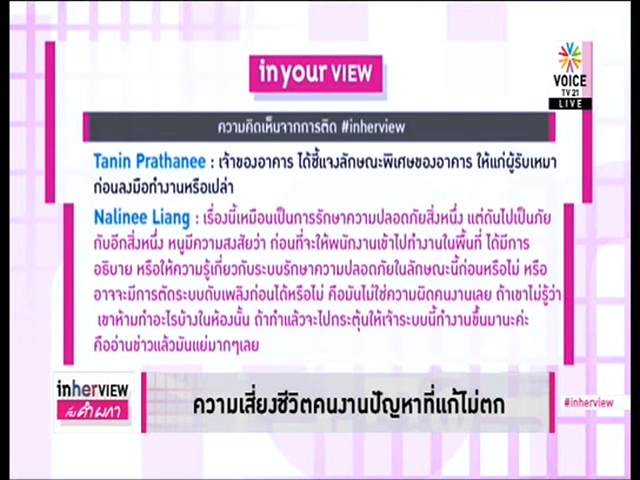 in your VIEW
VOICE
TV 21
LIVE
ความคิดเห็นจากการติด #inherview
Tanin Prathanee : เจ้าของอาคาร ได้ชี้แจงลักษณะพิเศษของอาคาร ให้แก่ผู้รับเหมา
ก่อนลงมือทำงานหรือเปล่า
Nalinee Liang : เรื่องนี้เหมือนเป็นการรักษาความปลอดภัยสิ่งหนึ่ง แต่ดันไปเป็นภัย
กับอีกสิ่งหนึ่ง หนูมีความสงสัยว่า ก่อนที่จะให้พนักงานเข้าไปทำงานในพื้นที่ ได้มีการ
อธิบาย หรือให้ความรู้เกี่ยวกับระบบรักษาความปลอดภัยในลักษณะนี้ก่อนหรือไม่ หรือ
อาจจะมีการตัดระบบดับเพลิงก่อนได้หรือไม่ คือมันไม่ใช่ความผิดคนงานเลย ถ้าเขาไม่รู้ว่า
เขาห้ามทำอะไรบ้างในห้องนั้น ถ้าทำแล้วจะไปกระตุ้นให้เจ้าระบบนี้ทำงานขึ้นมานะค่ะ
คืออ่านข่าวแล้วมันแย่มากๆเลย
inherVIEW
กับคำผกา
ความเสี่ยงชีวิตคนงานปัญหาที่แก้ไม่ตก
#inherview